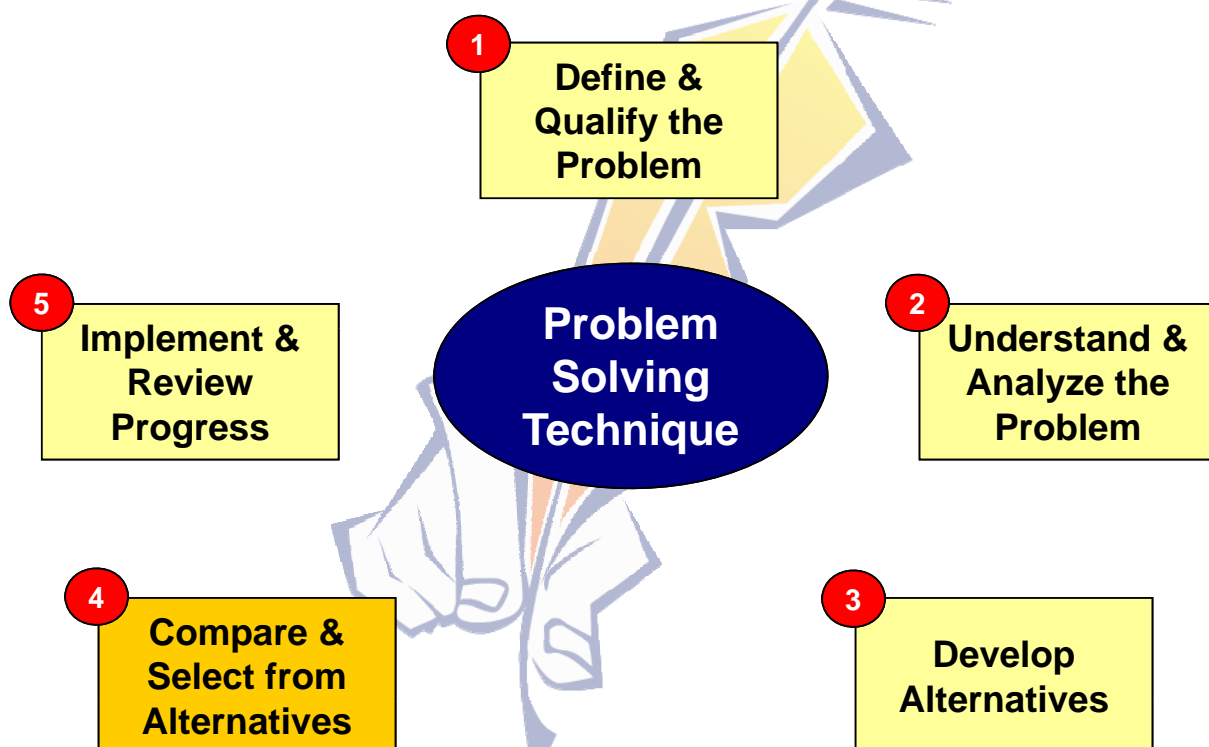 1
Define &
Qualify the
Problem
5
Implement &
Review
Progress
Problem
Solving
Technique
2
Understand &
Analyze the
Problem
4
Compare &
Select from
Alternatives
3
Develop
Alternatives